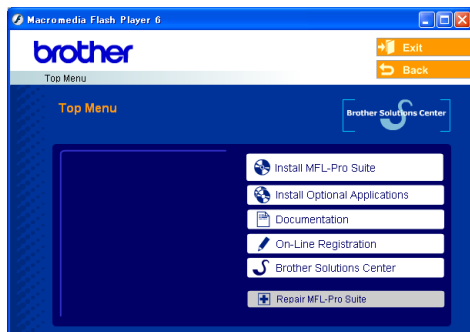 Macromedia Flash Player 6
brother
Exit
Back
Top Menu
Top Menu
Brother Solutions Center
Install MFL-Pro Suite
Install Optional Applications
Documentation
On-Line Registration
Brother Solutions Center
Repair MFL-Pro Suite